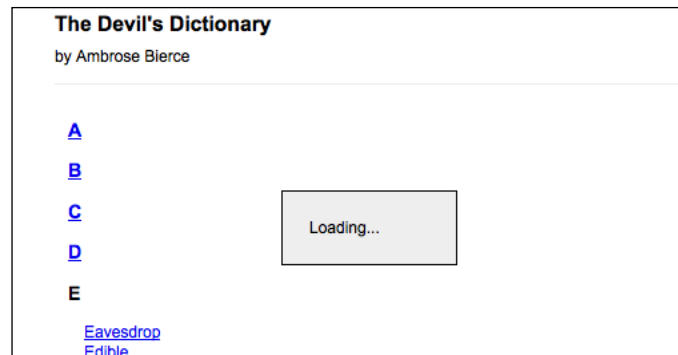 The Devil's Dictionary
by Ambrose Bierce
A
B
C
Loading...
D
E
Eavesdrop
Edible